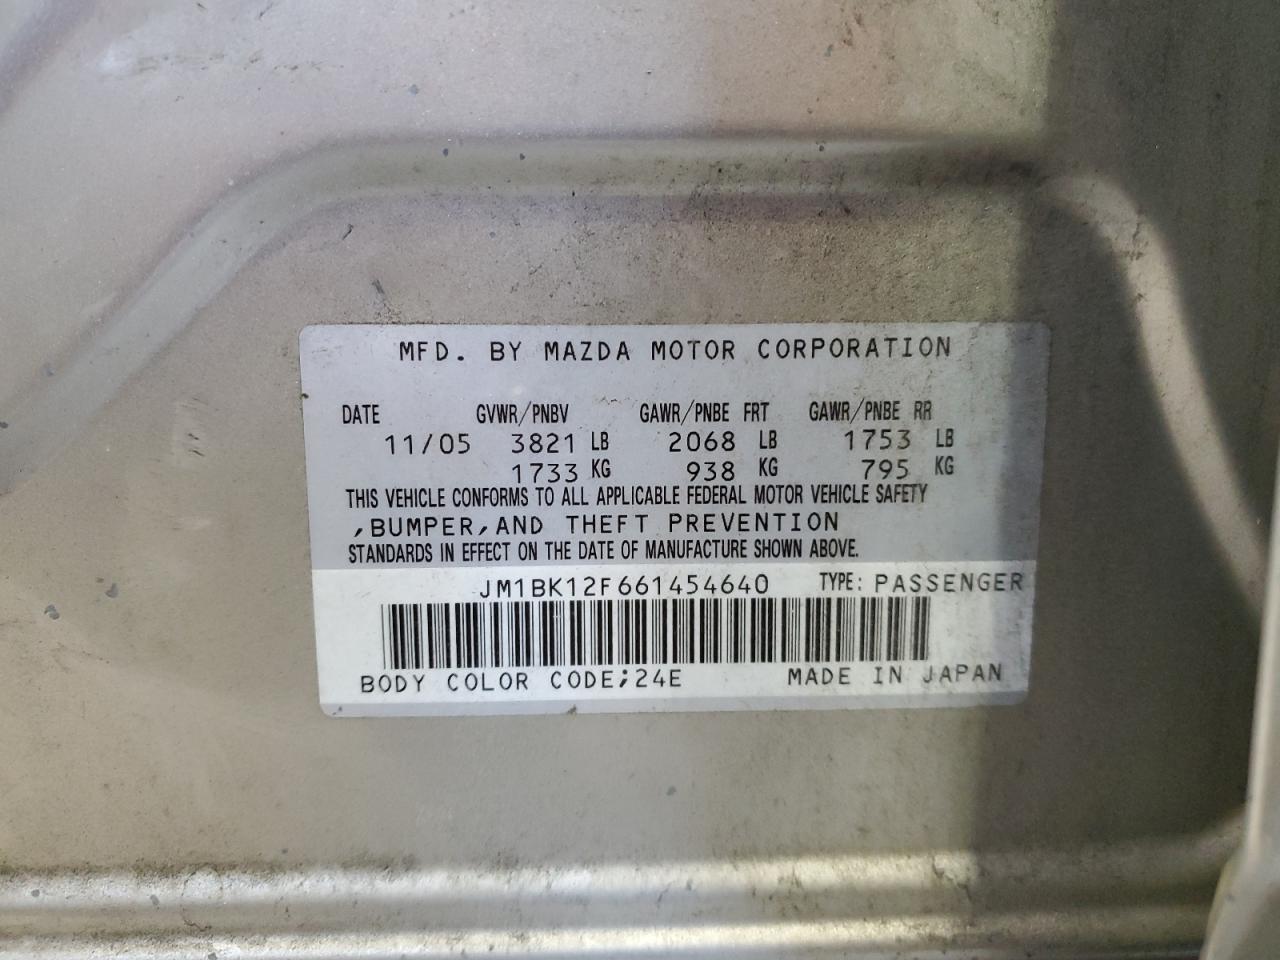 MFD. BY MAZDA MOTOR CORPORATION
DATE GVWR/PNBV GAWR/PNBE FRT GAWR/PNBE RR
11/05 3821 LB 2068 LB 1753 LB
1733 KG 938 KG 795 KG
THIS VEHICLE CONFORMS TO ALL APPLICABLE FEDERAL MOTOR VEHICLE SAFETY
,BUMPER,AND THEFT PREVENTION
STANDARDS IN EFFECT ON THE DATE OF MANUFACTURE SHOWN ABOVE.
JM1BK12F661454640 TYPE: PASSENGER
BODY COLOR CODE;24E MADE IN JAPAN